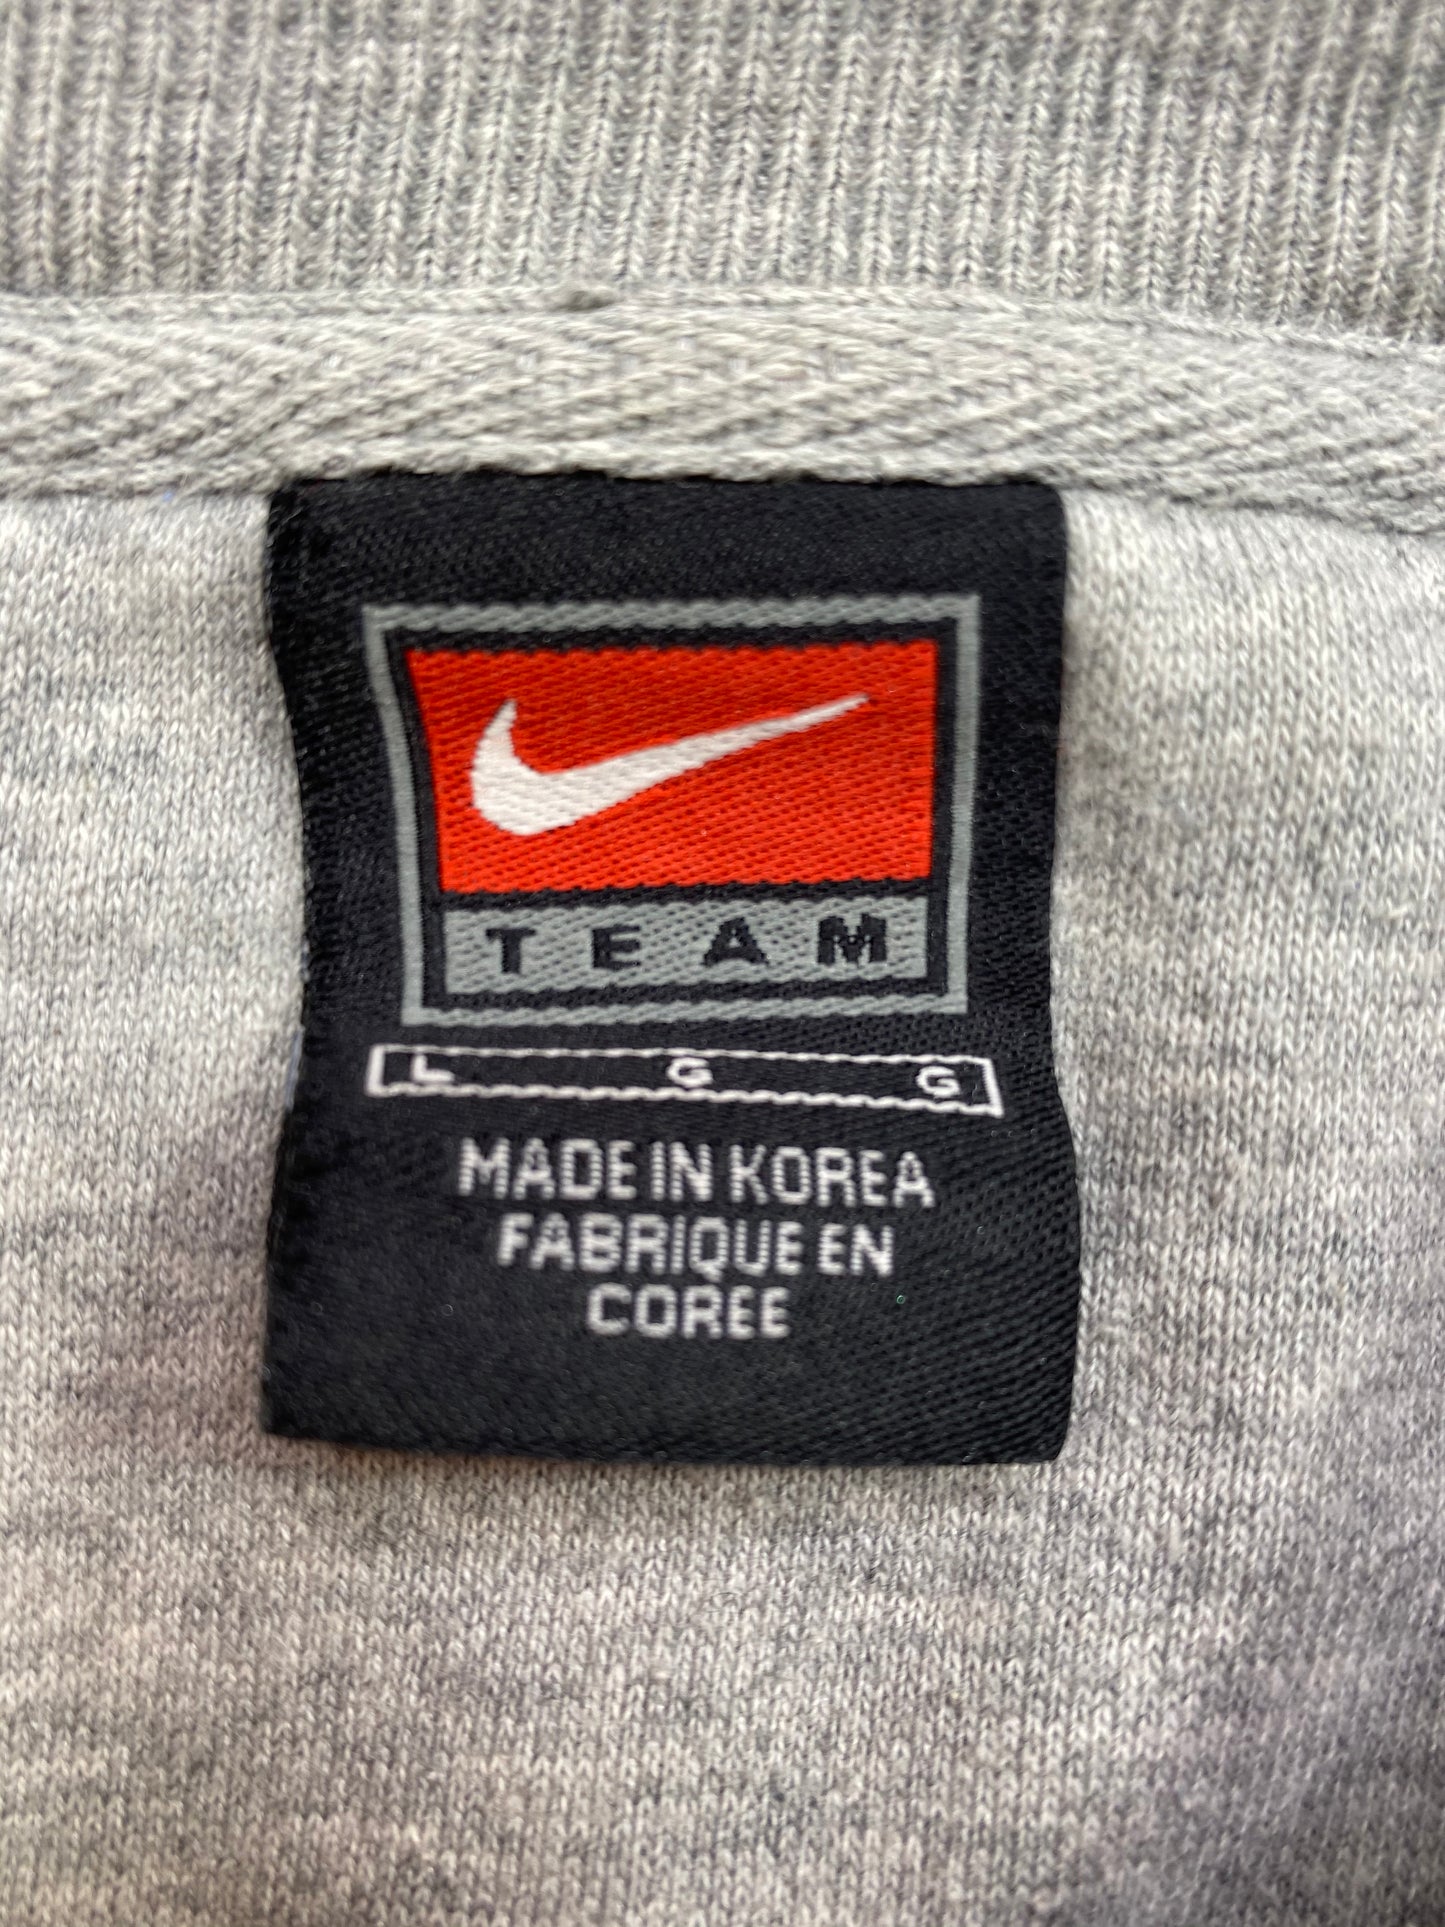 TEAM
L G G
MADE IN KOREA
FABRIQUE EN
COREE